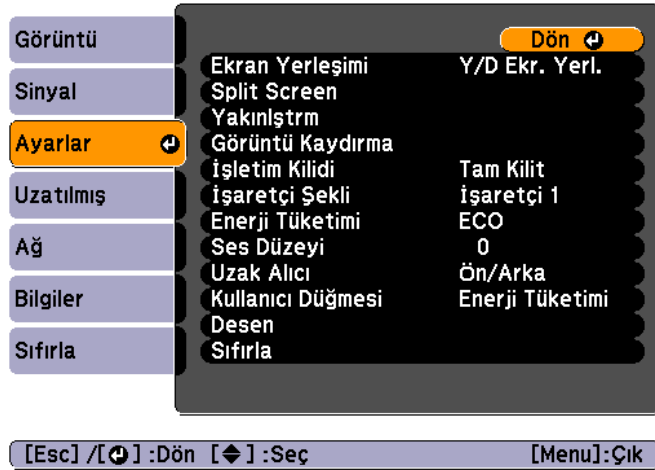 Görüntü
Sinyal
Ayarlar
Uzatılmış
Ağ
Bilgiler
Sıfırla
Dön
Ekran Yerleşimi Y/D Ekr. Yerl.
Split Screen
Yakınlştrm
Görüntü Kaydırma
İşletim Kilidi Tam Kilit
İşaretçi Şekli İşaretçi 1
Enerji Tüketimi ECO
Ses Düzeyi 0
Uzak Alıcı Ön/Arka
Kullanıcı Düğmesi Enerji Tüketimi
Desen
Sıfırla
[Esc] /[⏎] :Dön [◆] :Seç [Menu]:Çık